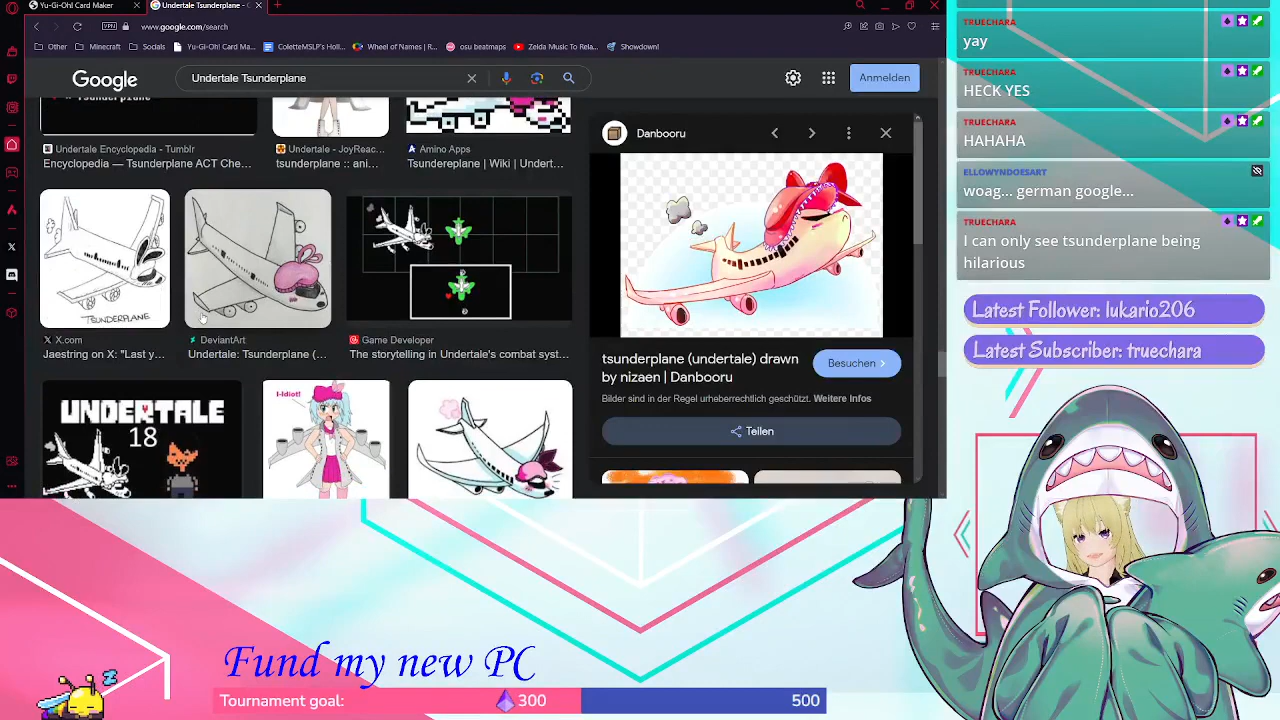 Yu-Gi-Oh! Card Maker
Undertale Tsunderplane - G
VPN
www.google.com/search
Other
Minecraft
Socials
Yu-Gi-Oh! Card Ma...
ColetteMSLP's Holl...
Wheel of Names | R...
osu beatmaps
Zelda Music To Rela...
Showdown!
Google
Undertale Tsunderplane
Anmelden
Undertale Encyclopedia - Tumblr
Encyclopedia — Tsunderplane ACT Che...
Undertale - JoyReac...
tsunderplane :: ani...
Amino Apps
Tsundereplane | Wiki | Undert...
Danbooru
TSUNDERPLANE
X.com
Jaestring on X: "Last y...
DeviantArt
Undertale: Tsunderplane (...
Game Developer
The storytelling in Undertale's combat syst...
tsunderplane (undertale) drawn
by nizaen | Danbooru
Besuchen
Bilder sind in der Regel urheberrechtlich geschützt. Weitere Infos
Teilen
UNDERTALE
18
I-Idiot!
TRUECHARA
yay
TRUECHARA
HECK YES
TRUECHARA
HAHAHA
ELLOWYNDOESART
woag... german google...
TRUECHARA
I can only see tsunderplane being
hilarious
Latest Follower: lukario206
Latest Subscriber: truechara
Fund my new PC
Tournament goal:
300
500